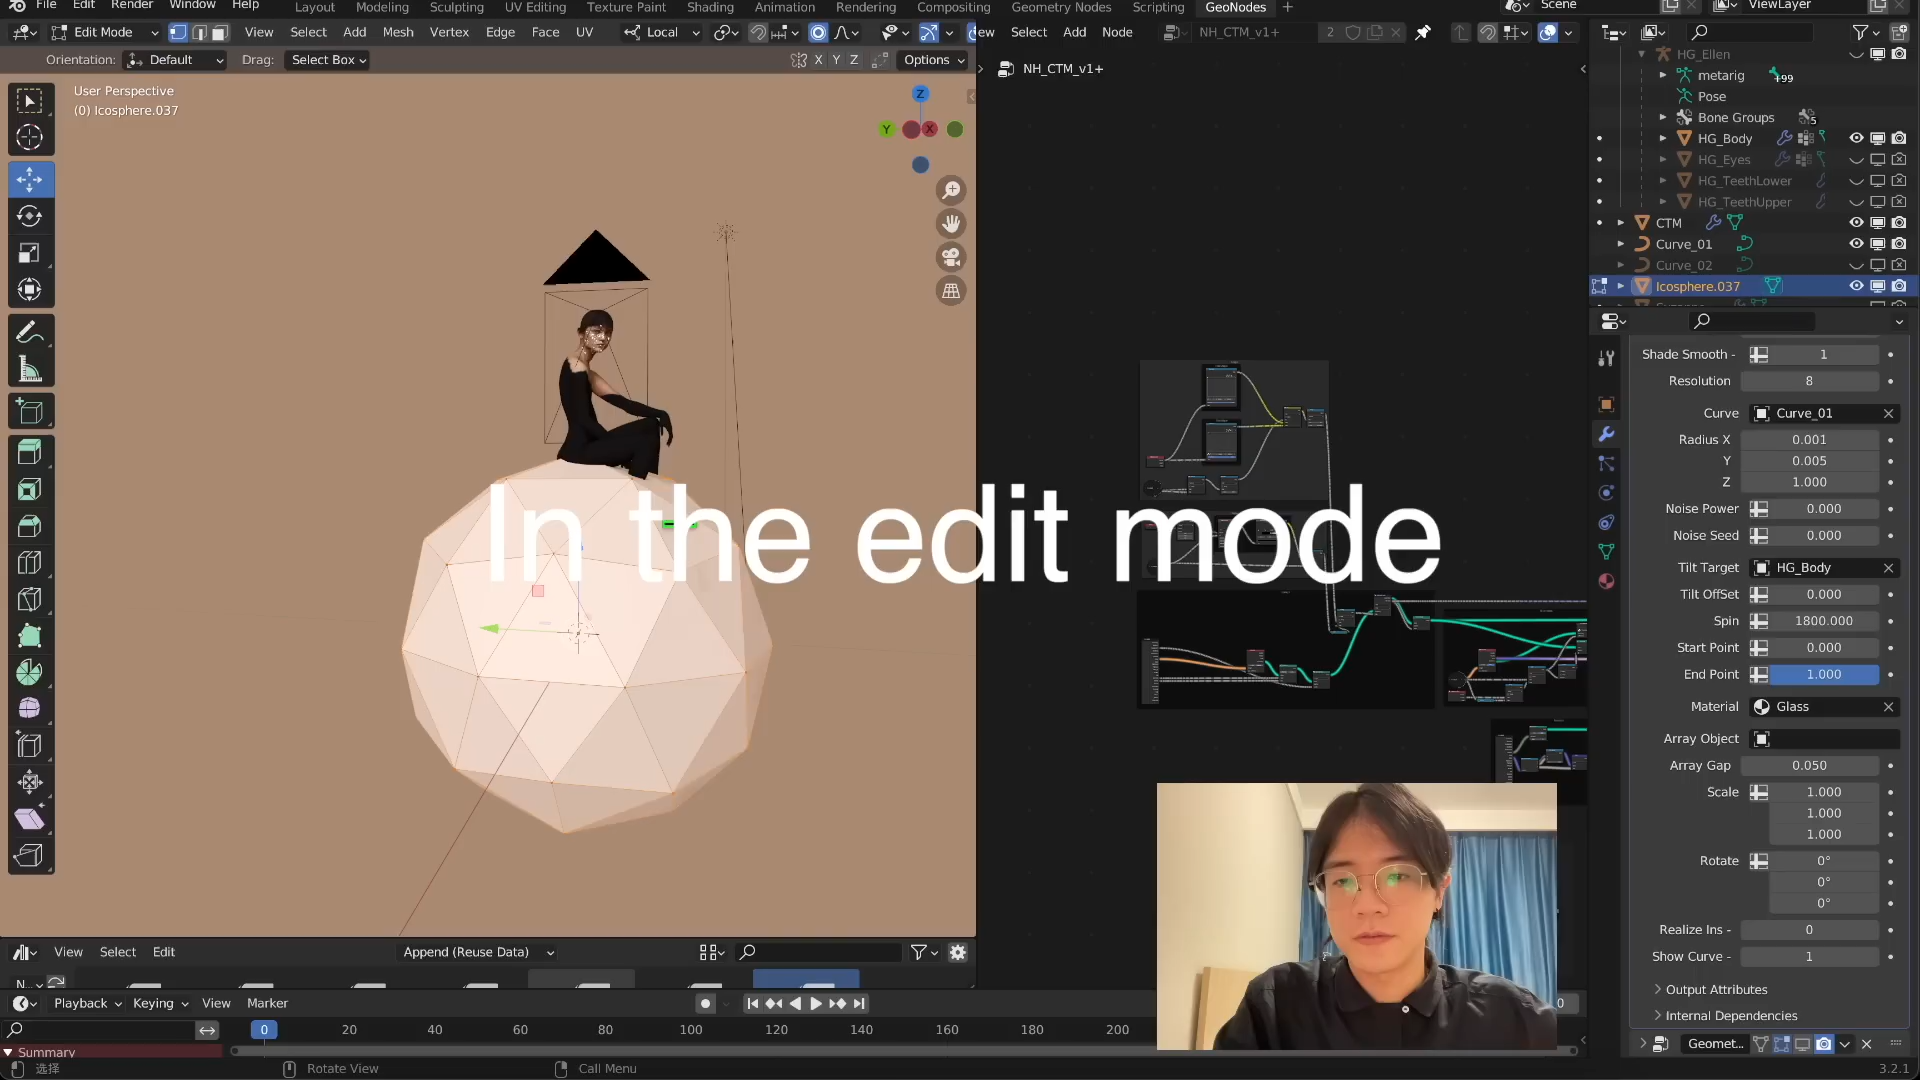 File Edit Render Window Help
Layout Modeling Sculpting UV Editing Texture Paint Shading Animation Rendering Compositing Geometry Nodes Scripting GeoNodes +
Scene
ViewLayer
Edit Mode View Select Add Mesh Vertex Edge Face UV Local
Select Add Node NH_CTM_v1+ 2
Orientation: Default Drag: Select Box X Y Z Options
NH_CTM_v1+
User Perspective
(0) Icosphere.037
Z
Y X
HG_Ellen
metarig +99
Pose
Bone Groups 5
HG_Body
HG_Eyes
HG_TeethLower
HG_TeethUpper
CTM
Curve_01
Curve_02
Icosphere.037
Shade Smooth - 1
Resolution 8
Curve Curve_01
Radius X 0.001
Y 0.005
Z 1.000
Noise Power 0.000
Noise Seed 0.000
Tilt Target HG_Body
Tilt OffSet 0.000
Spin 1800.000
Start Point 0.000
End Point 1.000
Material Glass
Array Object
Array Gap 0.050
Scale 1.000
1.000
1.000
Rotate 0°
0°
0°
Realize Ins - 0
Show Curve - 1
Output Attributes
Internal Dependencies
Geomet...
In the edit mode
View Select Edit Append (Reuse Data)
N...
Playback Keying View Marker
0 20 40 60 80 100 120 140 160 180 200
Summary
选择 Rotate View Call Menu 3.2.1